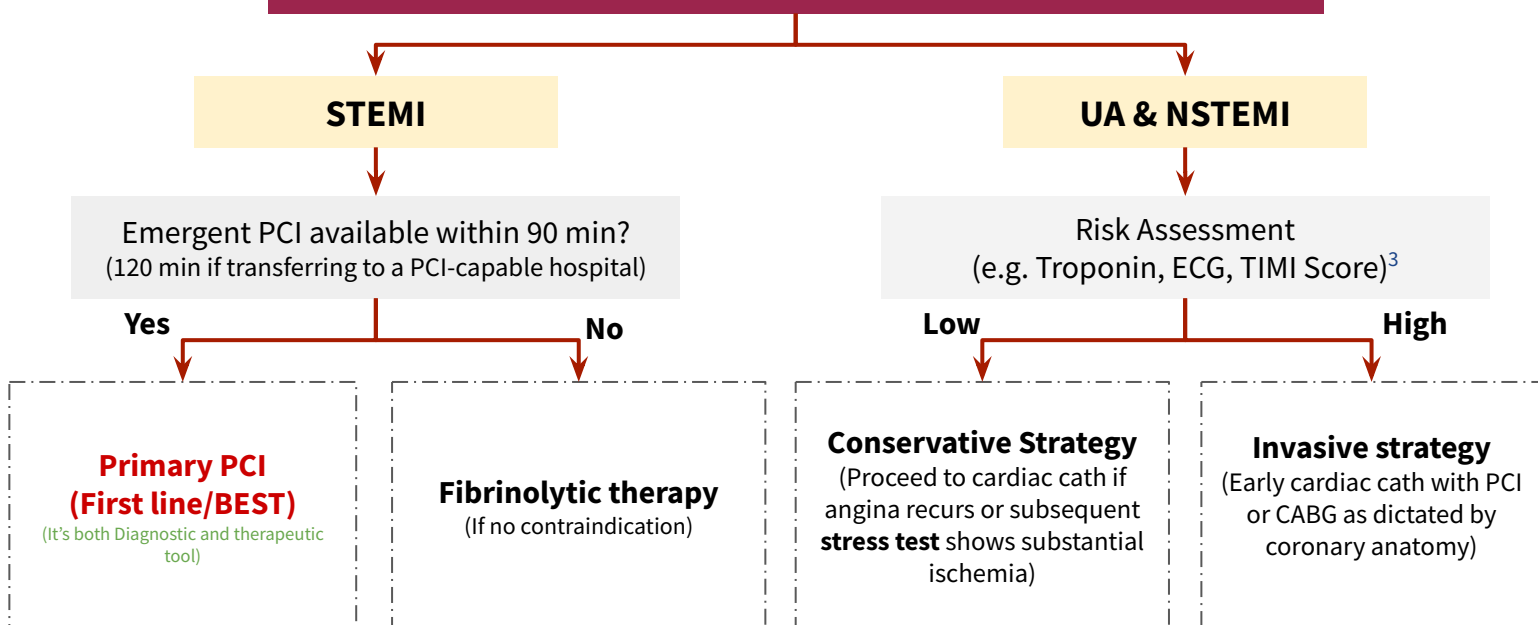 STEMI
UA & NSTEMI
Emergent PCI available within 90 min?
(120 min if transferring to a PCI-capable hospital)
Risk Assessment
(e.g. Troponin, ECG, TIMI Score)3
Yes
No
Low
High
Primary PCI
(First line/BEST)
(It's both Diagnostic and therapeutic
tool)
Fibrinolytic therapy
(If no contraindication)
Conservative Strategy
(Proceed to cardiac cath if
angina recurs or subsequent
stress test shows substantial
ischemia)
Invasive strategy
(Early cardiac cath with PCI
or CABG as dictated by
coronary anatomy)